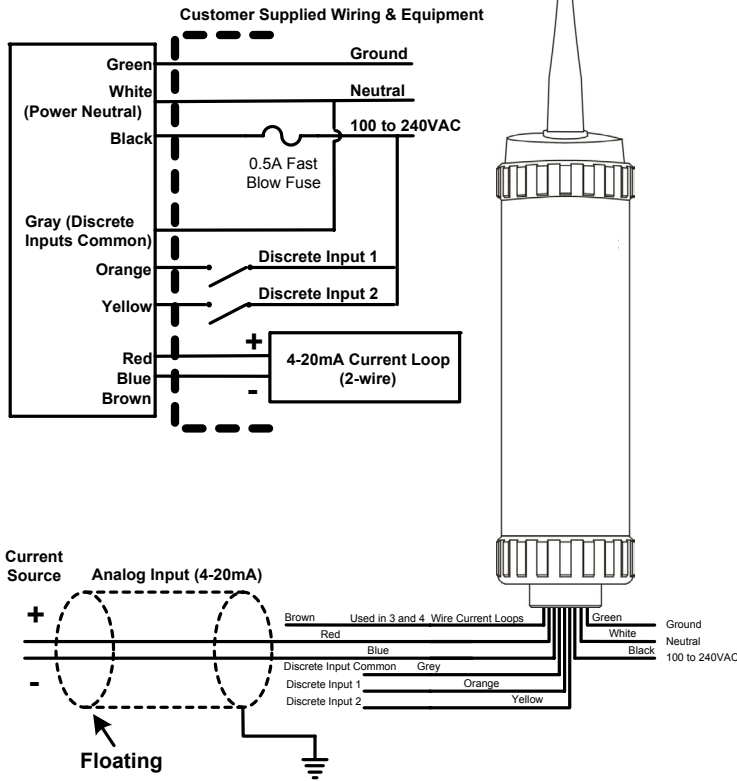 Customer Supplied Wiring & Equipment
Green
Ground
White
(Power Neutral)
Neutral
Black
100 to 240VAC
0.5A Fast
Blow Fuse
Gray (Discrete
Inputs Common)
Orange
Discrete Input 1
Yellow
Discrete Input 2
Red
+
Blue
-
Brown
4-20mA Current Loop
(2-wire)
Current
Source
Analog Input (4-20mA)
+
-
Floating
Brown Used in 3 and 4 Wire Current Loops
Red
Blue
Discrete Input Common Grey
Discrete Input 1 Orange
Discrete Input 2 Yellow
Green Ground
White Neutral
Black 100 to 240VAC